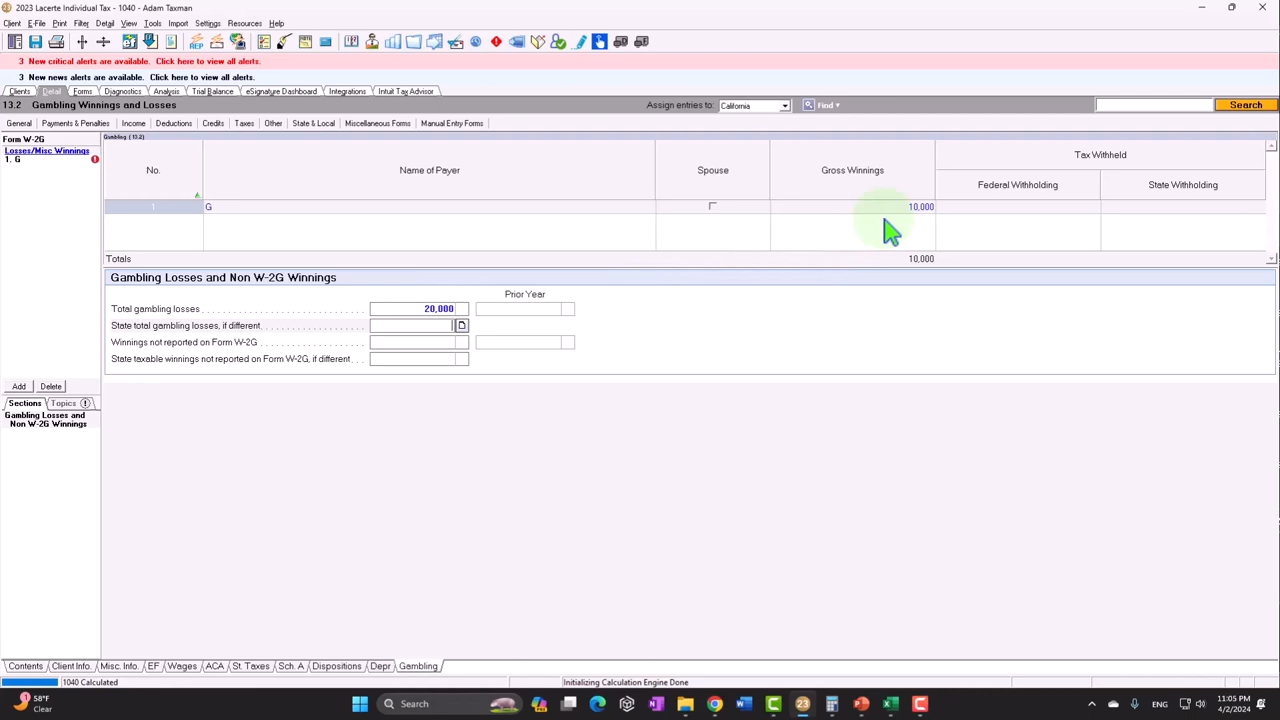 2023 Lacerte Individual Tax - 1040 - Adam Taxman
Client E-File Print Filter Detail View Tools Import Settings Resources Help
3 New critical alerts are available. Click here to view all alerts.
3 New news alerts are available. Click here to view all alerts.
Clients Detail Forms Diagnostics Analysis Trial Balance eSignature Dashboard Integrations Intuit Tax Advisor
13.2 Gambling Winnings and Losses Assign entries to: California Find Search
General Payments & Penalties Income Deductions Credits Taxes Other State & Local Miscellaneous Forms Manual Entry Forms
Form W-2G
Losses/Misc Winnings
1. G
Gambling (13.2)
No. Name of Payer Spouse Gross Winnings Tax Withheld
Federal Withholding State Withholding
1 G 10,000
Totals 10,000
Gambling Losses and Non W-2G Winnings
Prior Year
Total gambling losses 20,000
State total gambling losses, if different
Winnings not reported on Form W-2G
State taxable winnings not reported on Form W-2G, if different
Add Delete
Sections Topics
Gambling Losses and
Non W-2G Winnings
Contents Client Info. Misc. Info. EF Wages ACA St. Taxes Sch. A Dispositions Depr Gambling
1040 Calculated Initializing Calculation Engine Done
1 58°F
Clear
Search
23
11:05 PM
4/2/2024